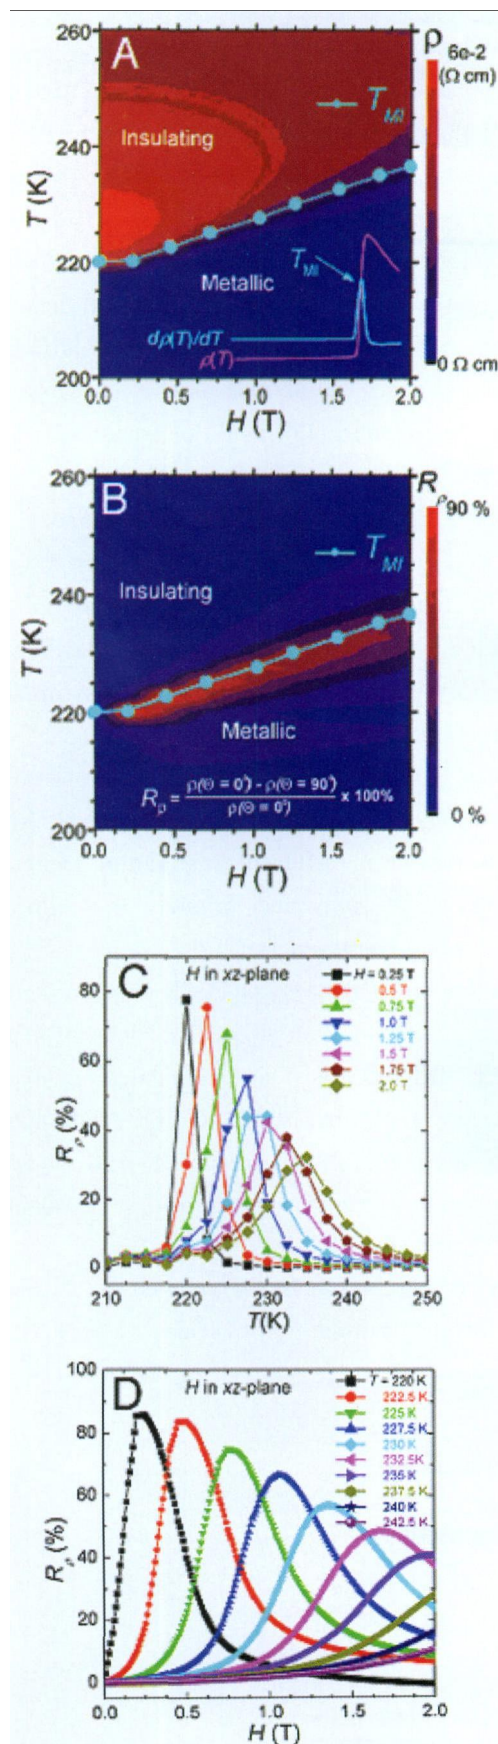 A
ρ
6e-2
(Ω cm)
260
T_MI
Insulating
240
T (K)
220
T_MI
Metallic
dρ(T)/dT
ρ(T)
200
0 Ω cm
0.0 0.5 1.0 1.5 2.0
H (T)
B
R_ρ
90 %
260
T_MI
240
Insulating
T (K)
220
Metallic
R_ρ = ρ(Θ = 0°) - ρ(Θ = 90°) / ρ(Θ = 0°) x 100%
200
0 %
0.0 0.5 1.0 1.5 2.0
H (T)
C
H in xz-plane
H = 0.25 T
0.5 T
0.75 T
1.0 T
1.25 T
1.5 T
1.75 T
2.0 T
80
60
40
20
0
R_ρ (%)
210 220 230 240 250
T(K)
D
H in xz-plane
T = 220 K
222.5 K
225 K
227.5 K
230 K
232.5K
235 K
237.5 K
240 K
242.5 K
100
80
60
40
20
0
R_ρ (%)
0.0 0.5 1.0 1.5 2.0
H (T)